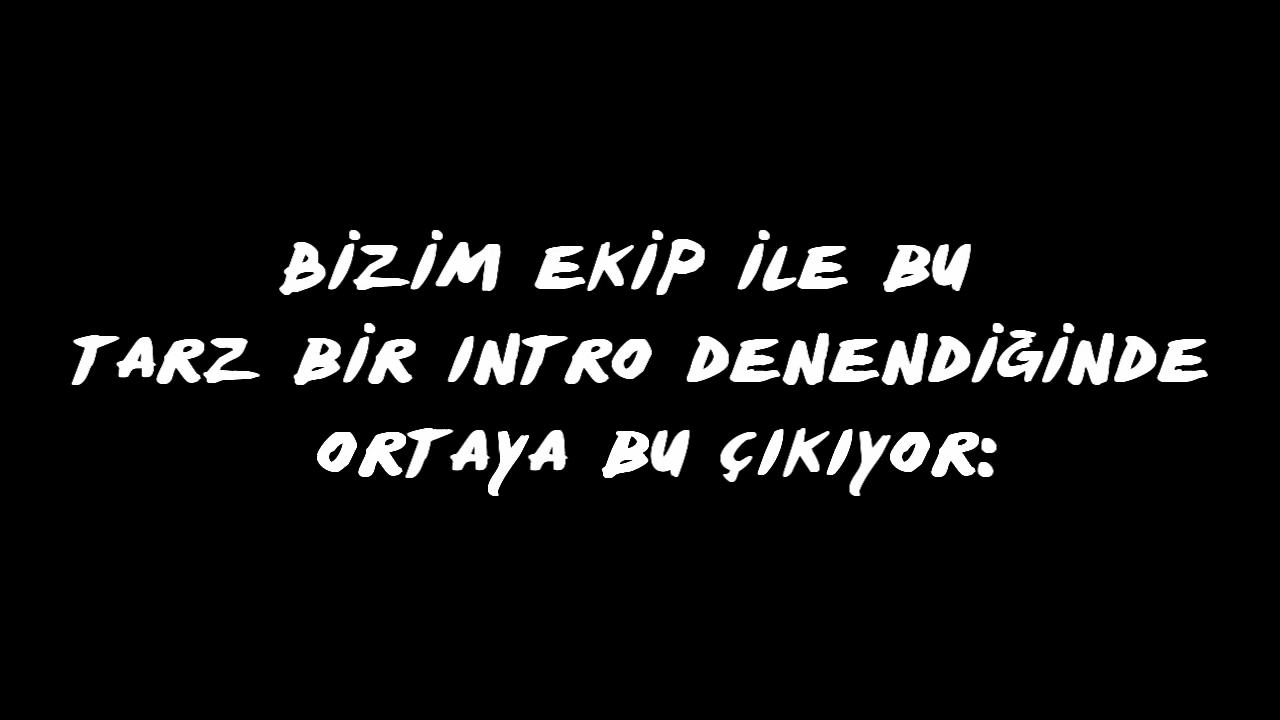 BİZİM EKİP İLE BU
TARZ BİR INTRO DENENDİĞİNDE
ORTAYA BU ÇIKIYOR: